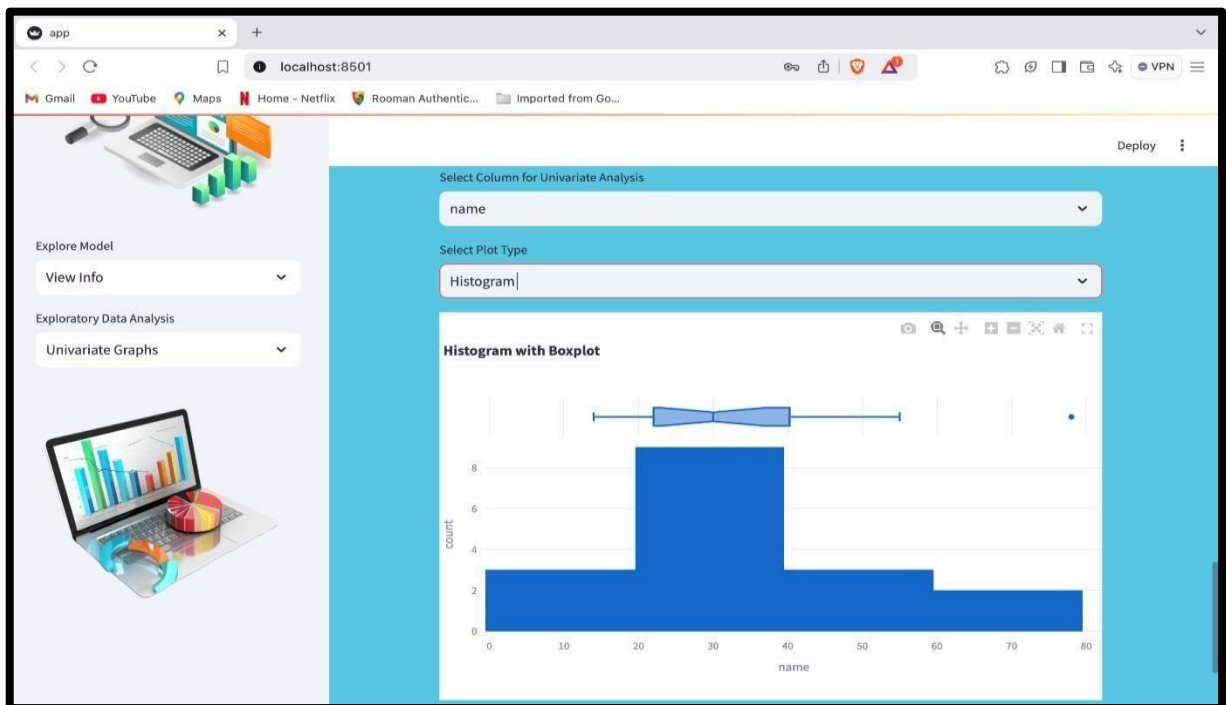 app
localhost:8501
VPN
Gmail YouTube Maps Home - Netflix Rooman Authentic... Imported from Go...
Deploy
Explore Model
View Info
Exploratory Data Analysis
Univariate Graphs
Select Column for Univariate Analysis
name
Select Plot Type
Histogram
Histogram with Boxplot
8
6
4
2
0
count
0 10 20 30 40 50 60 70 80
name